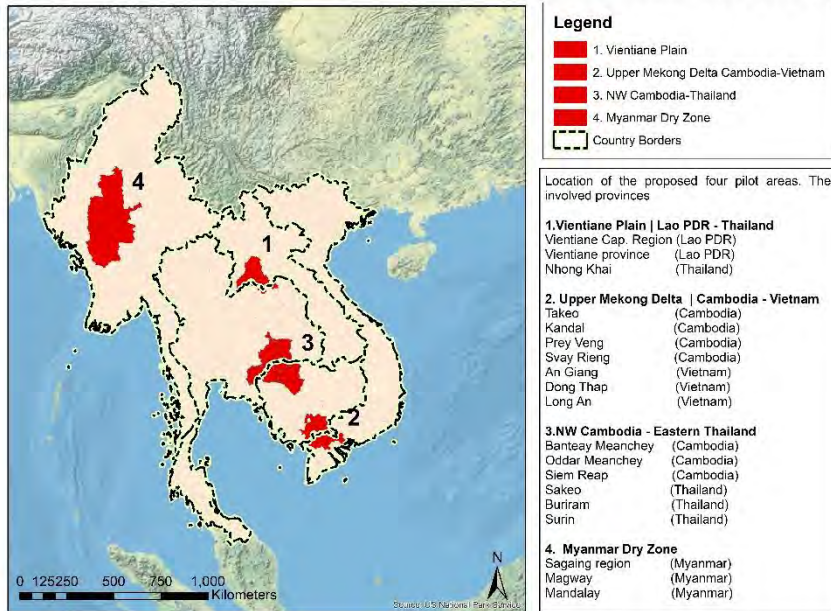 4
1
3
2
0 125250 500 750 1,000
Kilometers
N
Source: US National Park Service
Legend
1. Vientiane Plain
2. Upper Mekong Delta Cambodia-Vietnam
3. NW Cambodia-Thailand
4. Myanmar Dry Zone
Country Borders
Location of the proposed four pilot areas. The
involved provinces
1.Vientiane Plain | Lao PDR - Thailand
Vientiane Cap. Region (Lao PDR)
Vientiane province (Lao PDR)
Nhong Khai (Thailand)
2. Upper Mekong Delta | Cambodia - Vietnam
Takeo (Cambodia)
Kandal (Cambodia)
Prey Veng (Cambodia)
Svay Rieng (Cambodia)
An Giang (Vietnam)
Dong Thap (Vietnam)
Long An (Vietnam)
3.NW Cambodia - Eastern Thailand
Banteay Meanchey (Cambodia)
Oddar Meanchey (Cambodia)
Siem Reap (Cambodia)
Sakeo (Thailand)
Buriram (Thailand)
Surin (Thailand)
4. Myanmar Dry Zone
Sagaing region (Myanmar)
Magway (Myanmar)
Mandalay (Myanmar)